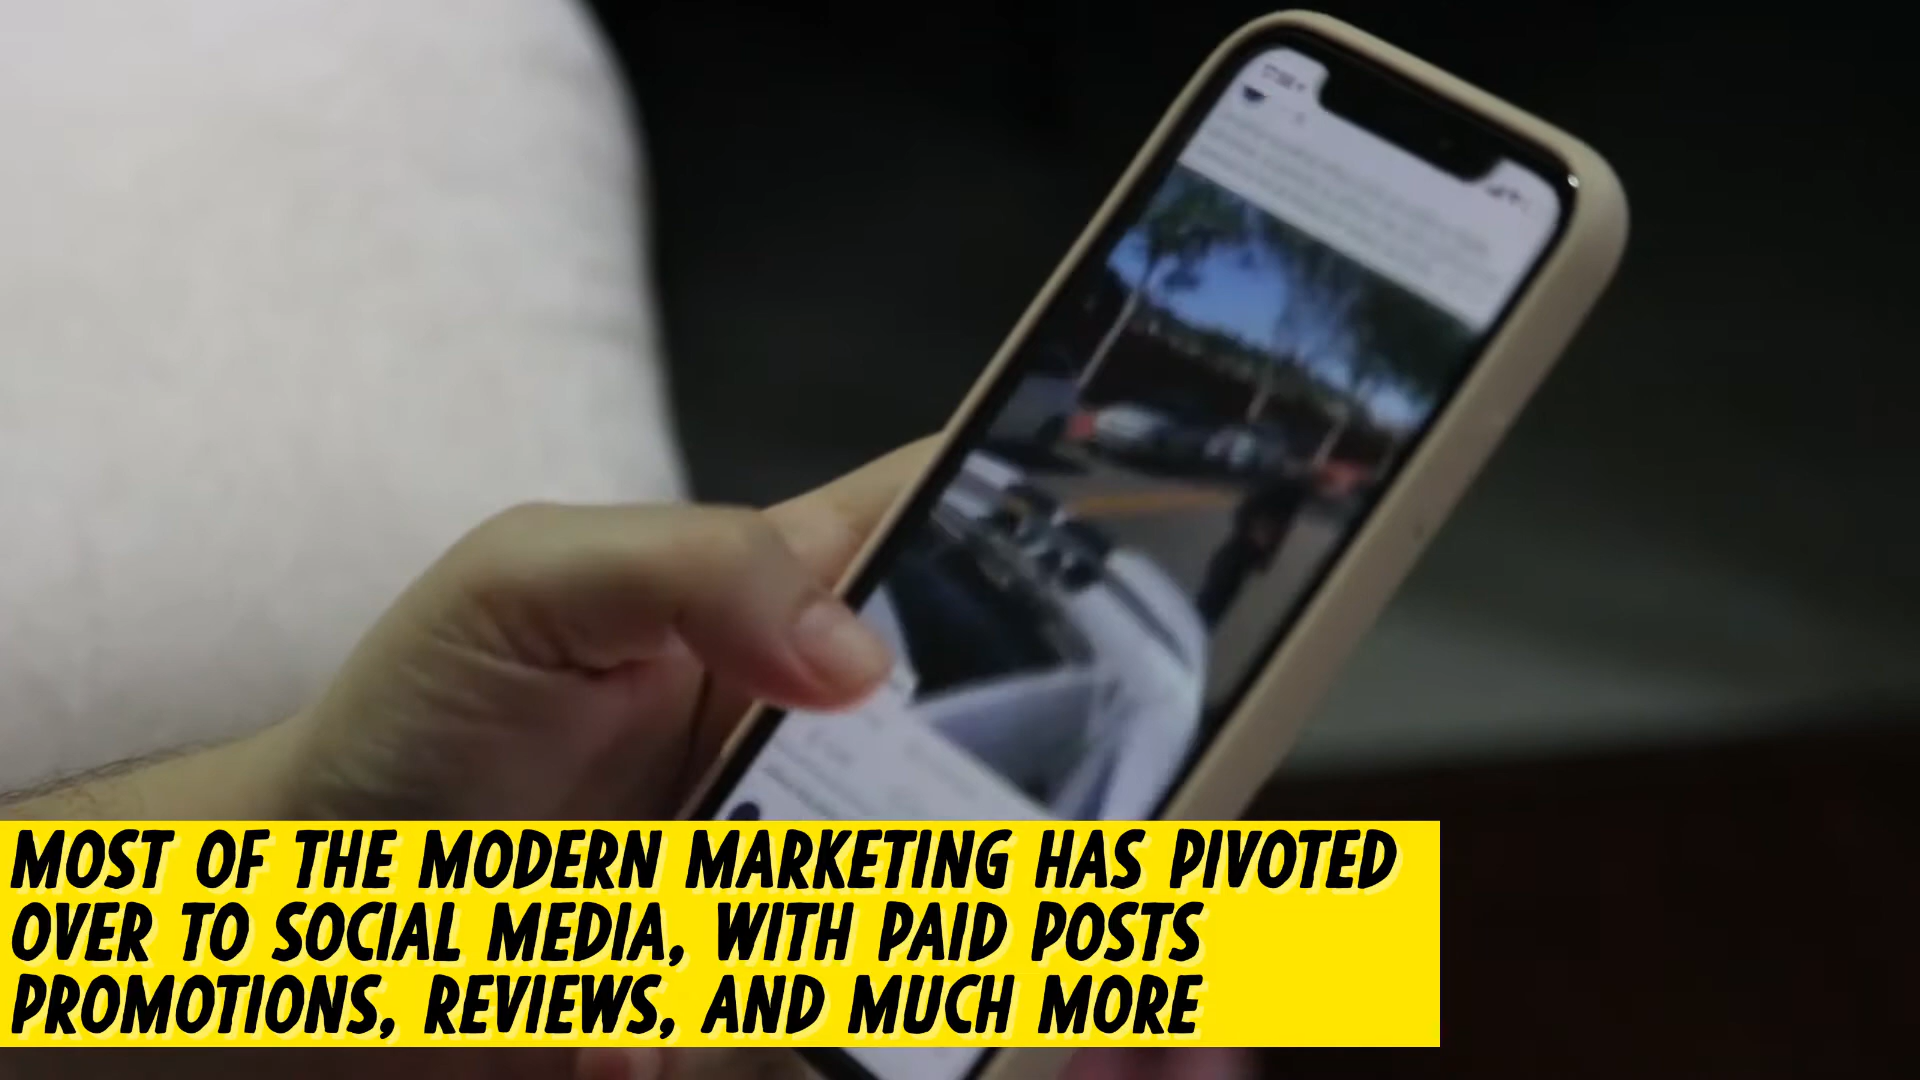 MOST OF THE MODERN MARKETING HAS PIVOTED
OVER TO SOCIAL MEDIA, WITH PAID POSTS
PROMOTIONS, REVIEWS, AND MUCH MORE